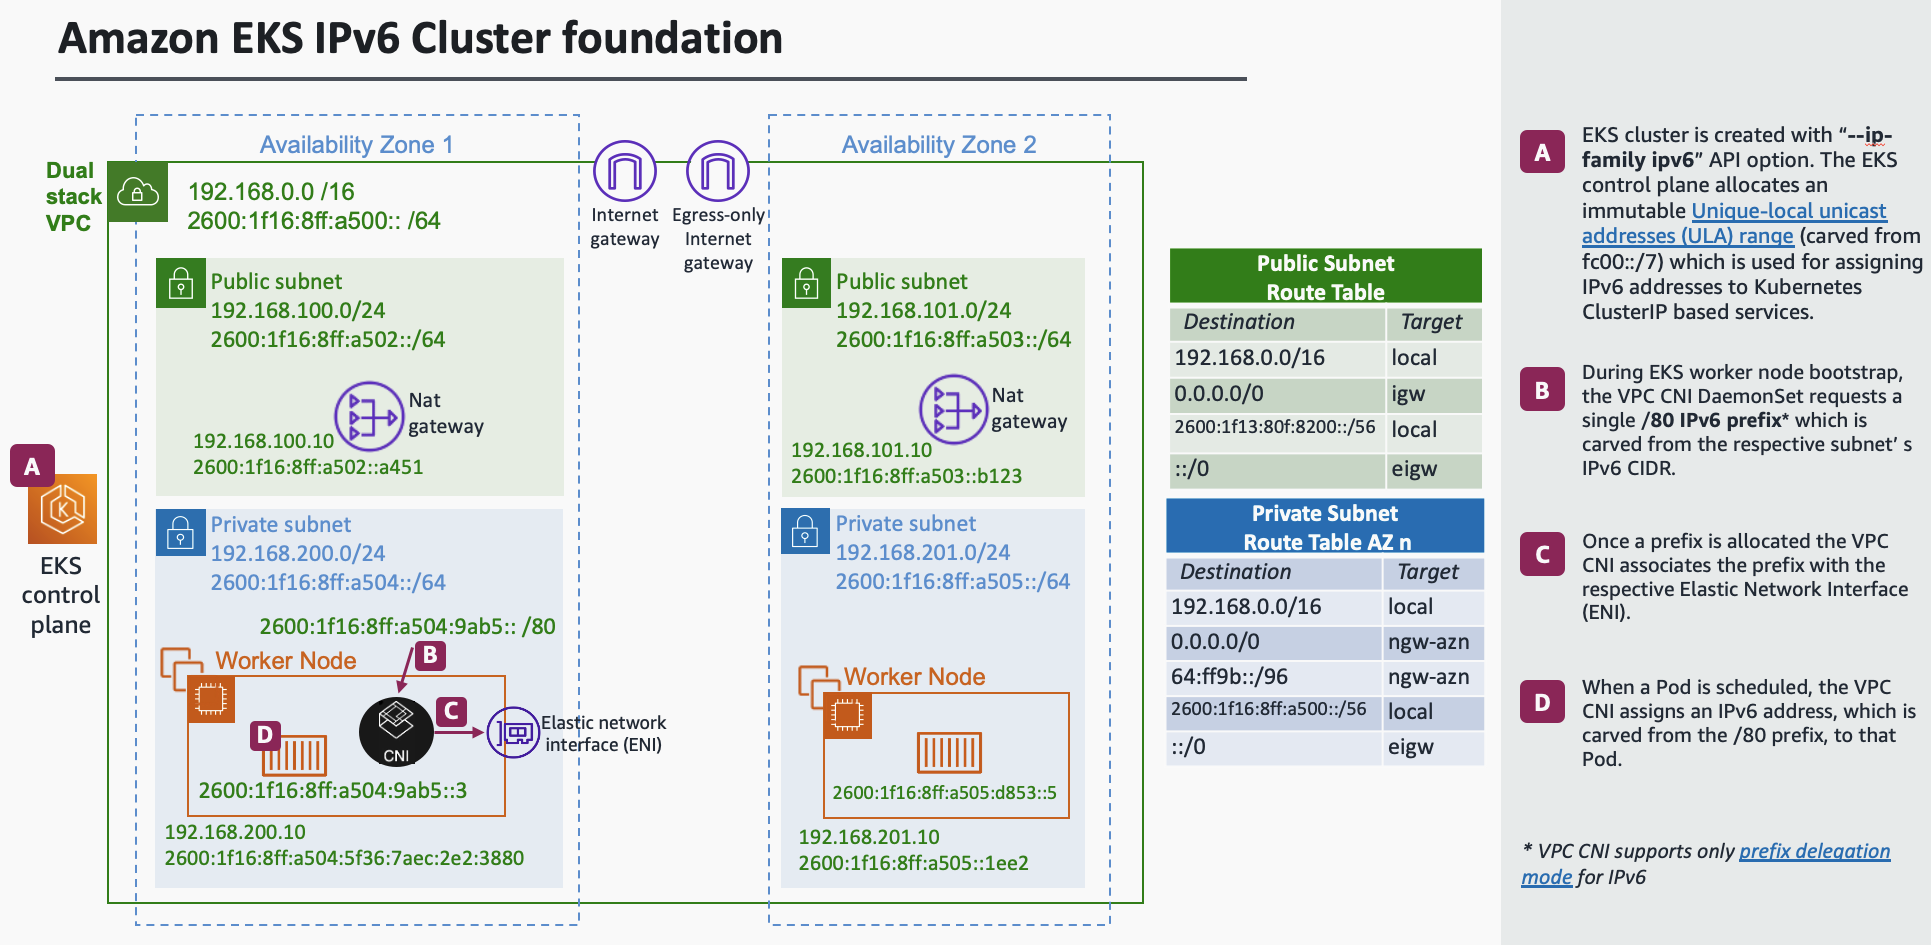 Amazon EKS IPv6 Cluster foundation
Availability Zone 1
Availability Zone 2
Dual
stack
VPC
192.168.0.0 /16
2600:1f16:8ff:a500:: /64
Internet
gateway
Egress-only
Internet
gateway
Public subnet
192.168.100.0/24
2600:1f16:8ff:a502::/64
Nat
gateway
192.168.100.10
2600:1f16:8ff:a502::a451
Public subnet
192.168.101.0/24
2600:1f16:8ff:a503::/64
Nat
gateway
192.168.101.10
2600:1f16:8ff:a503::b123
A
EKS
control
plane
Private subnet
192.168.200.0/24
2600:1f16:8ff:a504::/64
2600:1f16:8ff:a504:9ab5:: /80
B
Worker Node
C
D
CNI
Elastic network
interface (ENI)
2600:1f16:8ff:a504:9ab5::3
192.168.200.10
2600:1f16:8ff:a504:5f36:7aec:2e2:3880
Private subnet
192.168.201.0/24
2600:1f16:8ff:a505::/64
Worker Node
2600:1f16:8ff:a505:d853::5
192.168.201.10
2600:1f16:8ff:a505::1ee2
Public Subnet
Route Table
Destination Target
192.168.0.0/16 local
0.0.0.0/0 igw
2600:1f13:80f:8200::/56 local
::/0 eigw
Private Subnet
Route Table AZ n
Destination Target
192.168.0.0/16 local
0.0.0.0/0 ngw-azn
64:ff9b::/96 ngw-azn
2600:1f16:8ff:a500::/56 local
::/0 eigw
A
EKS cluster is created with “--ip-
family ipv6” API option. The EKS
control plane allocates an
immutable Unique-local unicast
addresses (ULA) range (carved from
fc00::/7) which is used for assigning
IPv6 addresses to Kubernetes
ClusterIP based services.
B
During EKS worker node bootstrap,
the VPC CNI DaemonSet requests a
single /80 IPv6 prefix* which is
carved from the respective subnet’ s
IPv6 CIDR.
C
Once a prefix is allocated the VPC
CNI associates the prefix with the
respective Elastic Network Interface
(ENI).
D
When a Pod is scheduled, the VPC
CNI assigns an IPv6 address, which is
carved from the /80 prefix, to that
Pod.
* VPC CNI supports only prefix delegation
mode for IPv6